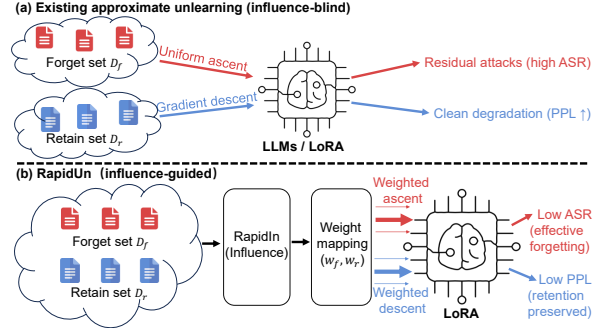 (a) Existing approximate unlearning (influence-blind)
Forget set D_f
Uniform ascent
Residual attacks (high ASR)
Gradient descent
Clean degradation (PPL ↑)
Retain set D_r
LLMs / LoRA
(b) RapidUn (influence-guided)
Forget set D_f
Retain set D_r
RapidIn
(Influence)
Weight
mapping
(w_f, w_r)
Weighted
ascent
Weighted
descent
LoRA
Low ASR
(effective
forgetting)
Low PPL
(retention
preserved)